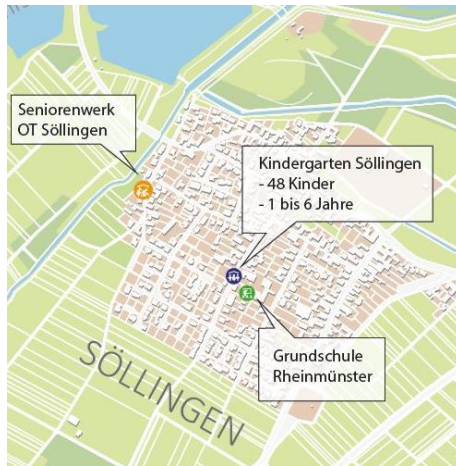 Seniorenwerk
OT Söllingen
Kindergarten Söllingen
- 48 Kinder
- 1 bis 6 Jahre
Grundschule
Rheinmünster
SÖLLINGEN